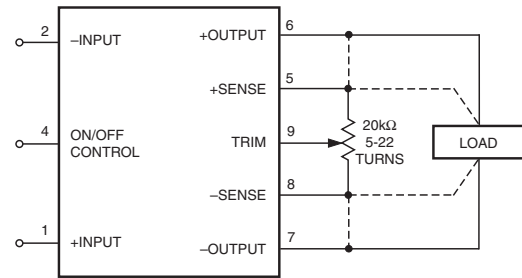 6
2
–INPUT
+OUTPUT
5
+SENSE
4
ON/OFF
CONTROL
TRIM
9
20kΩ
5-22
TURNS
LOAD
–SENSE
8
1
+INPUT
–OUTPUT
7